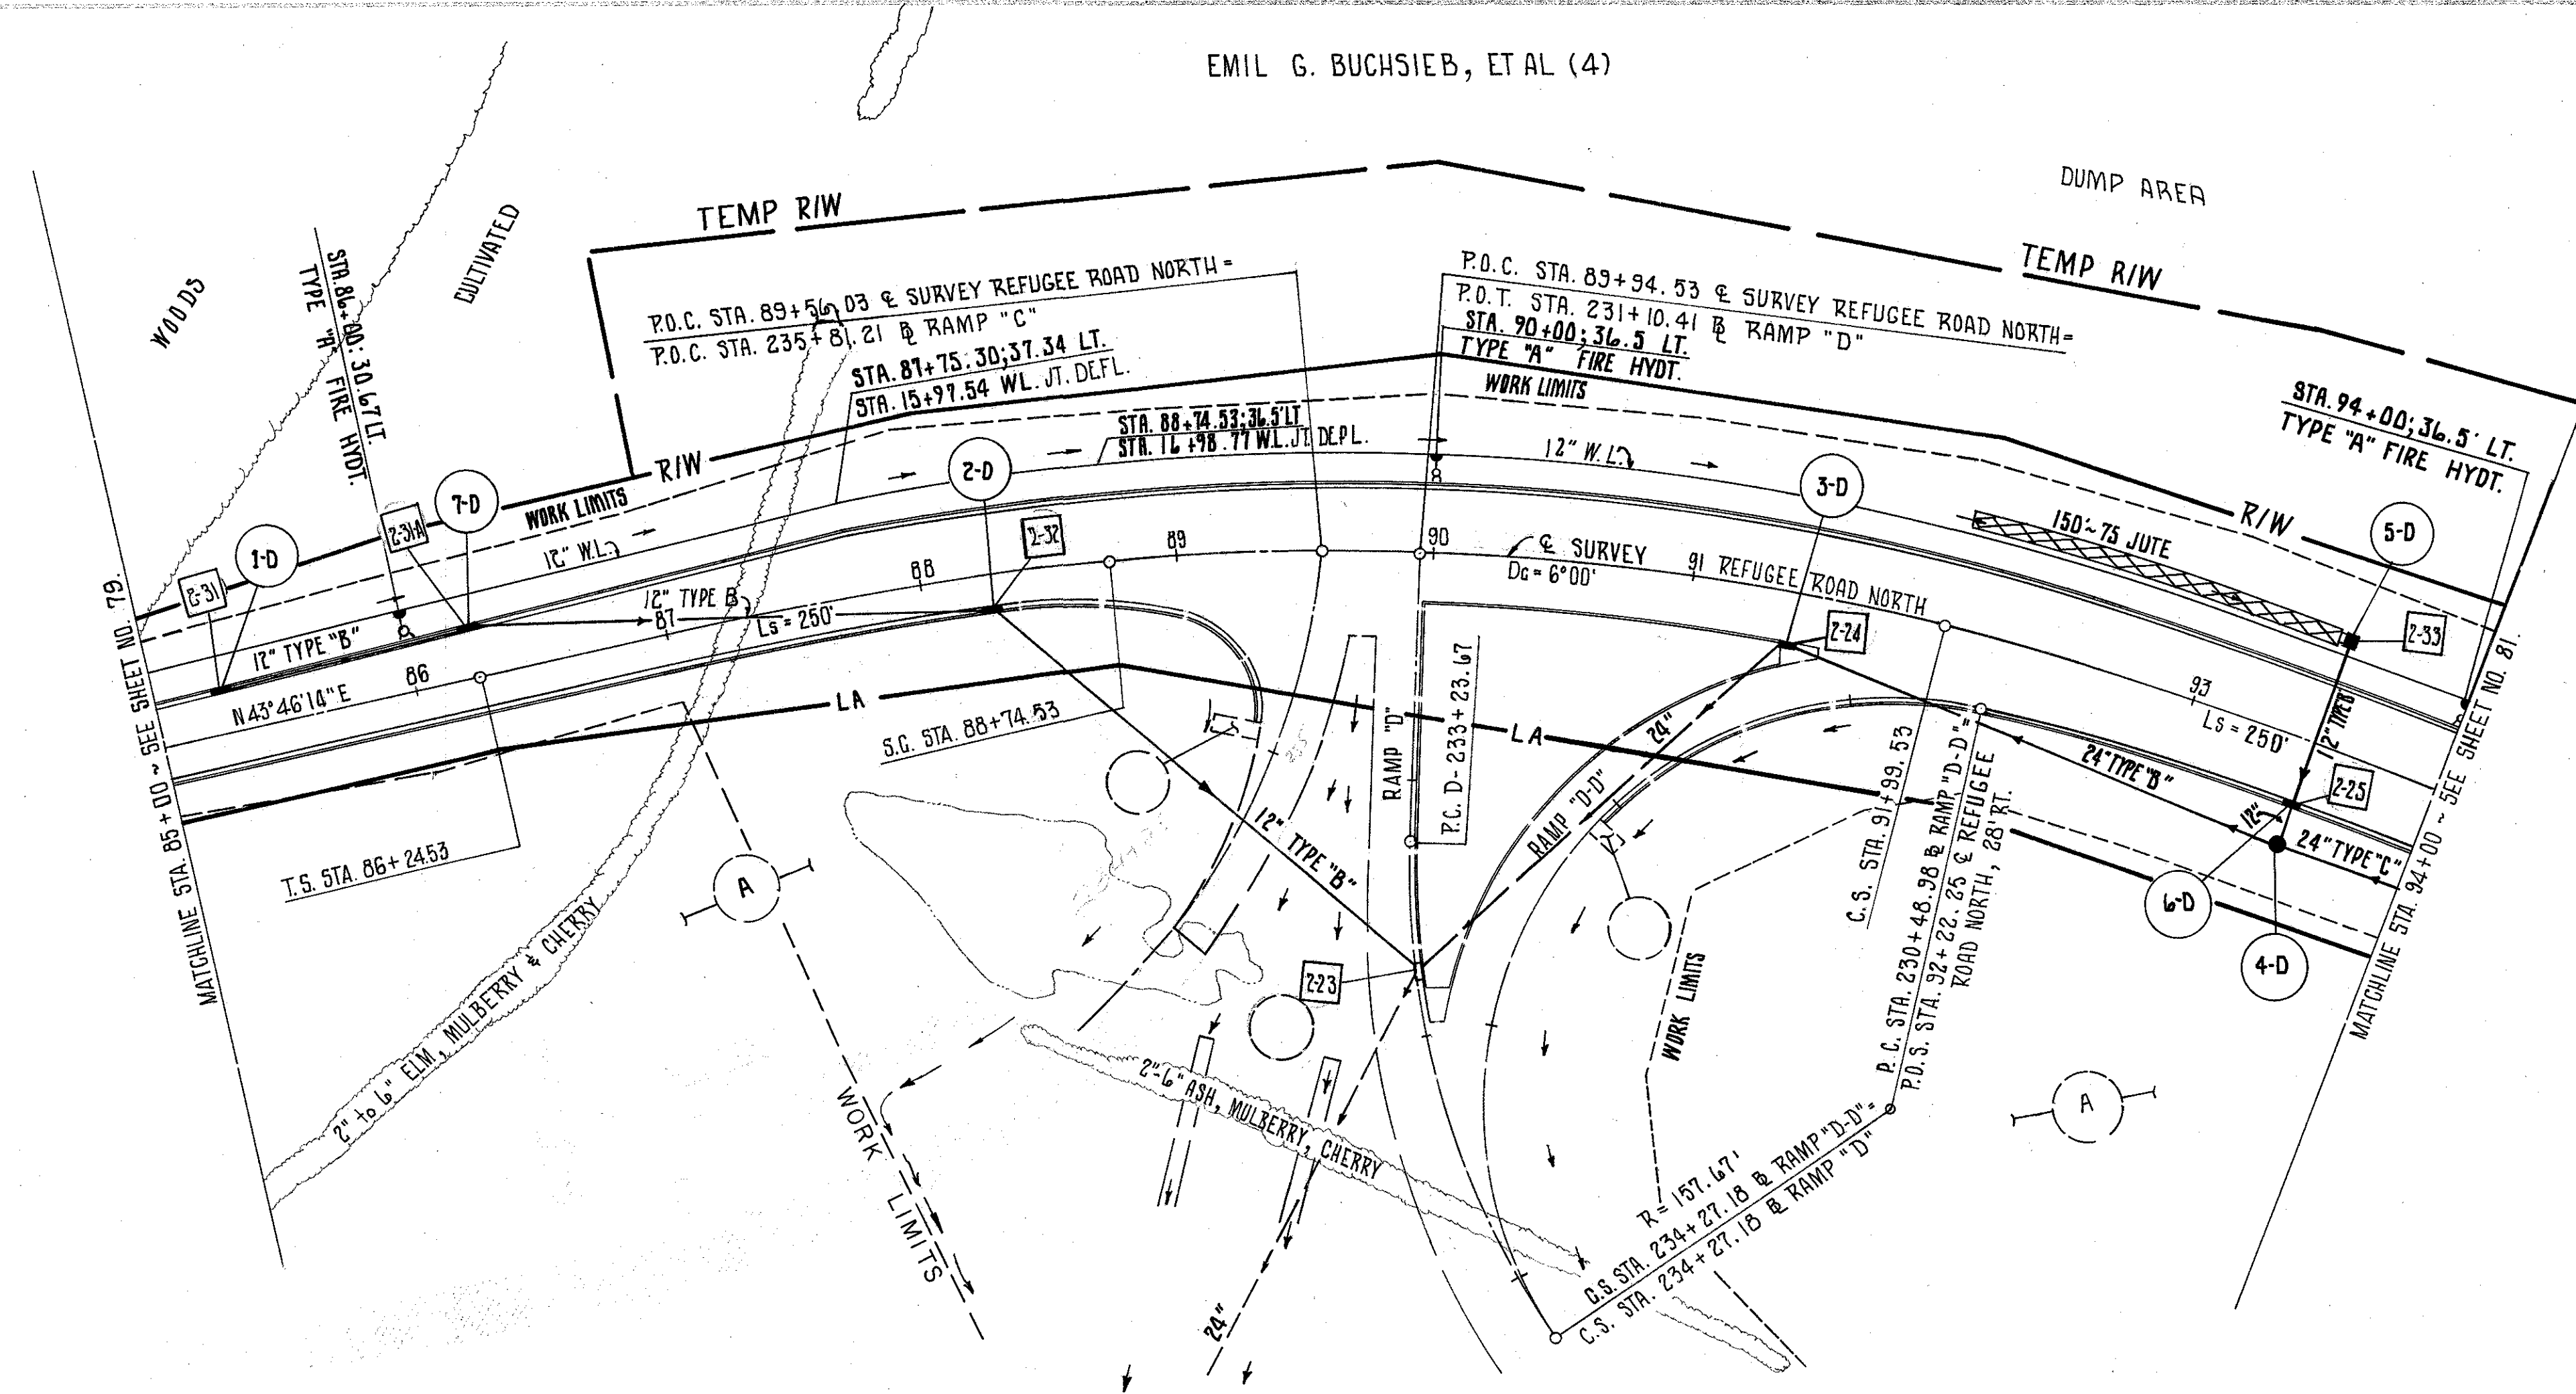 EMIL G. BUCHSIEB, ET AL (4)
DUMP AREA
WOODS
CULTIVATED
TEMP R/W
TEMP R/W
STA. 86+00: 30.67 LT.
TYPE "A" FIRE HYDT.
P.O.C. STA. 89+56.03 ℄ SURVEY REFUGEE ROAD NORTH =
P.O.C. STA. 235+81.21 ⅊ RAMP "C"
STA. 87+75.30; 37.34 LT.
STA. 15+97.54 WL. JT. DEFL.
STA. 88+74.53; 36.5' LT
STA. 16+98.77 W.L. JT. DEPL.
P.O.C. STA. 89+94.53 ℄ SURVEY REFUGEE ROAD NORTH=
P.O.T. STA. 231+10.41 ⅊ RAMP "D"
STA. 90+00; 36.5 LT.
TYPE "A" FIRE HYDT.
WORK LIMITS
STA. 94+00; 36.5' LT.
TYPE "A" FIRE HYDT.
R/W
R/W
WORK LIMITS
12" W.L.
12" W.L.
1-D
7-D
2-D
3-D
5-D
2-31
2-31A
2-32
2-24
2-33
150'~75 JUTE
12" TYPE "B"
12" TYPE B
Ls = 250'
86
87
88
89
90
91
93
℄ SURVEY
Dc = 6°00'
REFUGEE ROAD NORTH
N 43°46'14" E
Ls = 250'
12" TYPE B
LA
LA
S.C. STA. 88+74.53
T.S. STA. 86+24.53
RAMP "D"
P.C. D-233+23.67
24"
RAMP "D-D"
C.S. STA. 91+99.53
P.C. STA. 230+48.98 ⅊ RAMP "D-D"=
P.O.S. STA. 92+22.25 ℄ REFUGEE
ROAD NORTH, 28' RT.
24" TYPE "B"
2-25
12"
24" TYPE "C"
6-D
4-D
12" TYPE "B"
2-23
A
A
WORK LIMITS
WORK LIMITS
2" to 6" ELM, MULBERRY & CHERRY
2"-6" ASH, MULBERRY, CHERRY
24"
R = 157.67'
C.S. STA. 234+27.18 ⅊ RAMP "D-D"=
C.S. STA. 234+27.18 ⅊ RAMP "D"
MATCHLINE STA. 85+00 ~ SEE SHEET NO. 79.
MATCHLINE STA. 94+00 ~ SEE SHEET NO. 81.